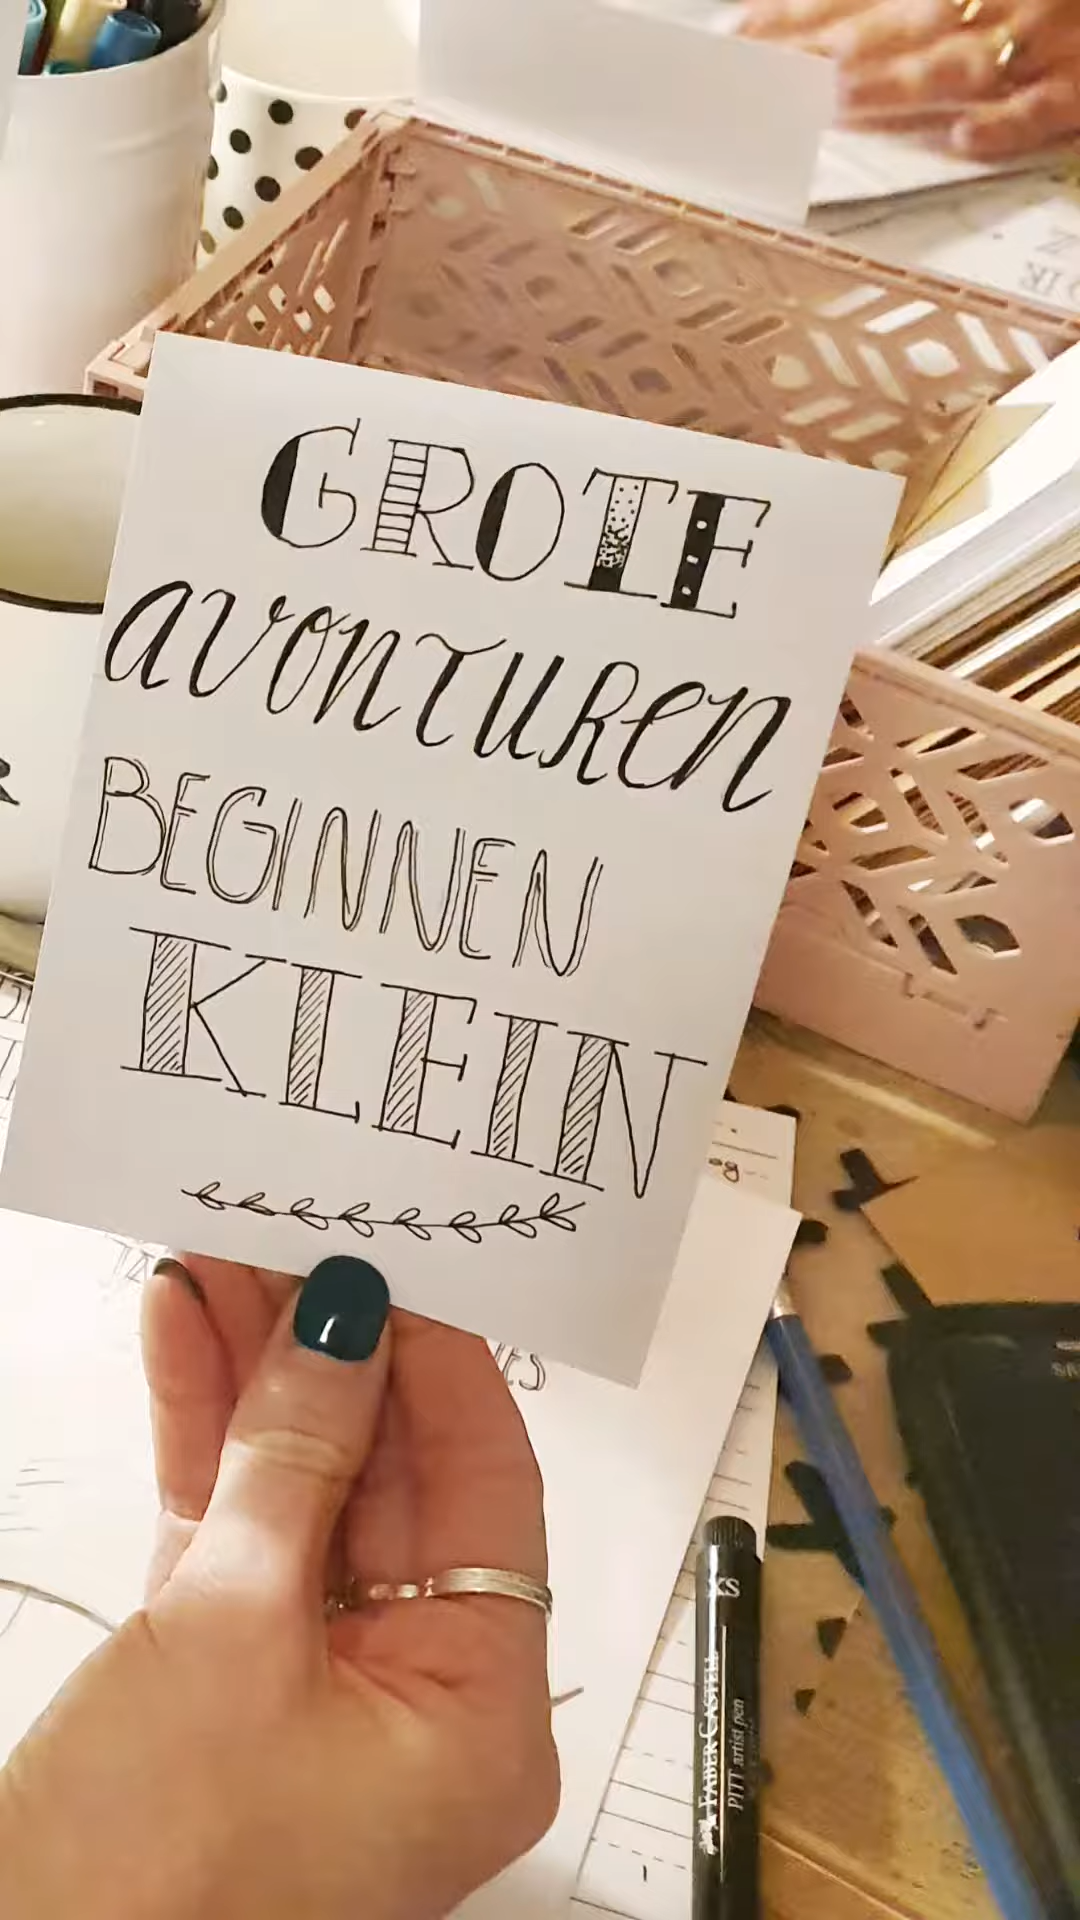 GROTE
avonturen
BEGINNEN
KLEIN
XS
FABER CASTELL
PITT artist pen